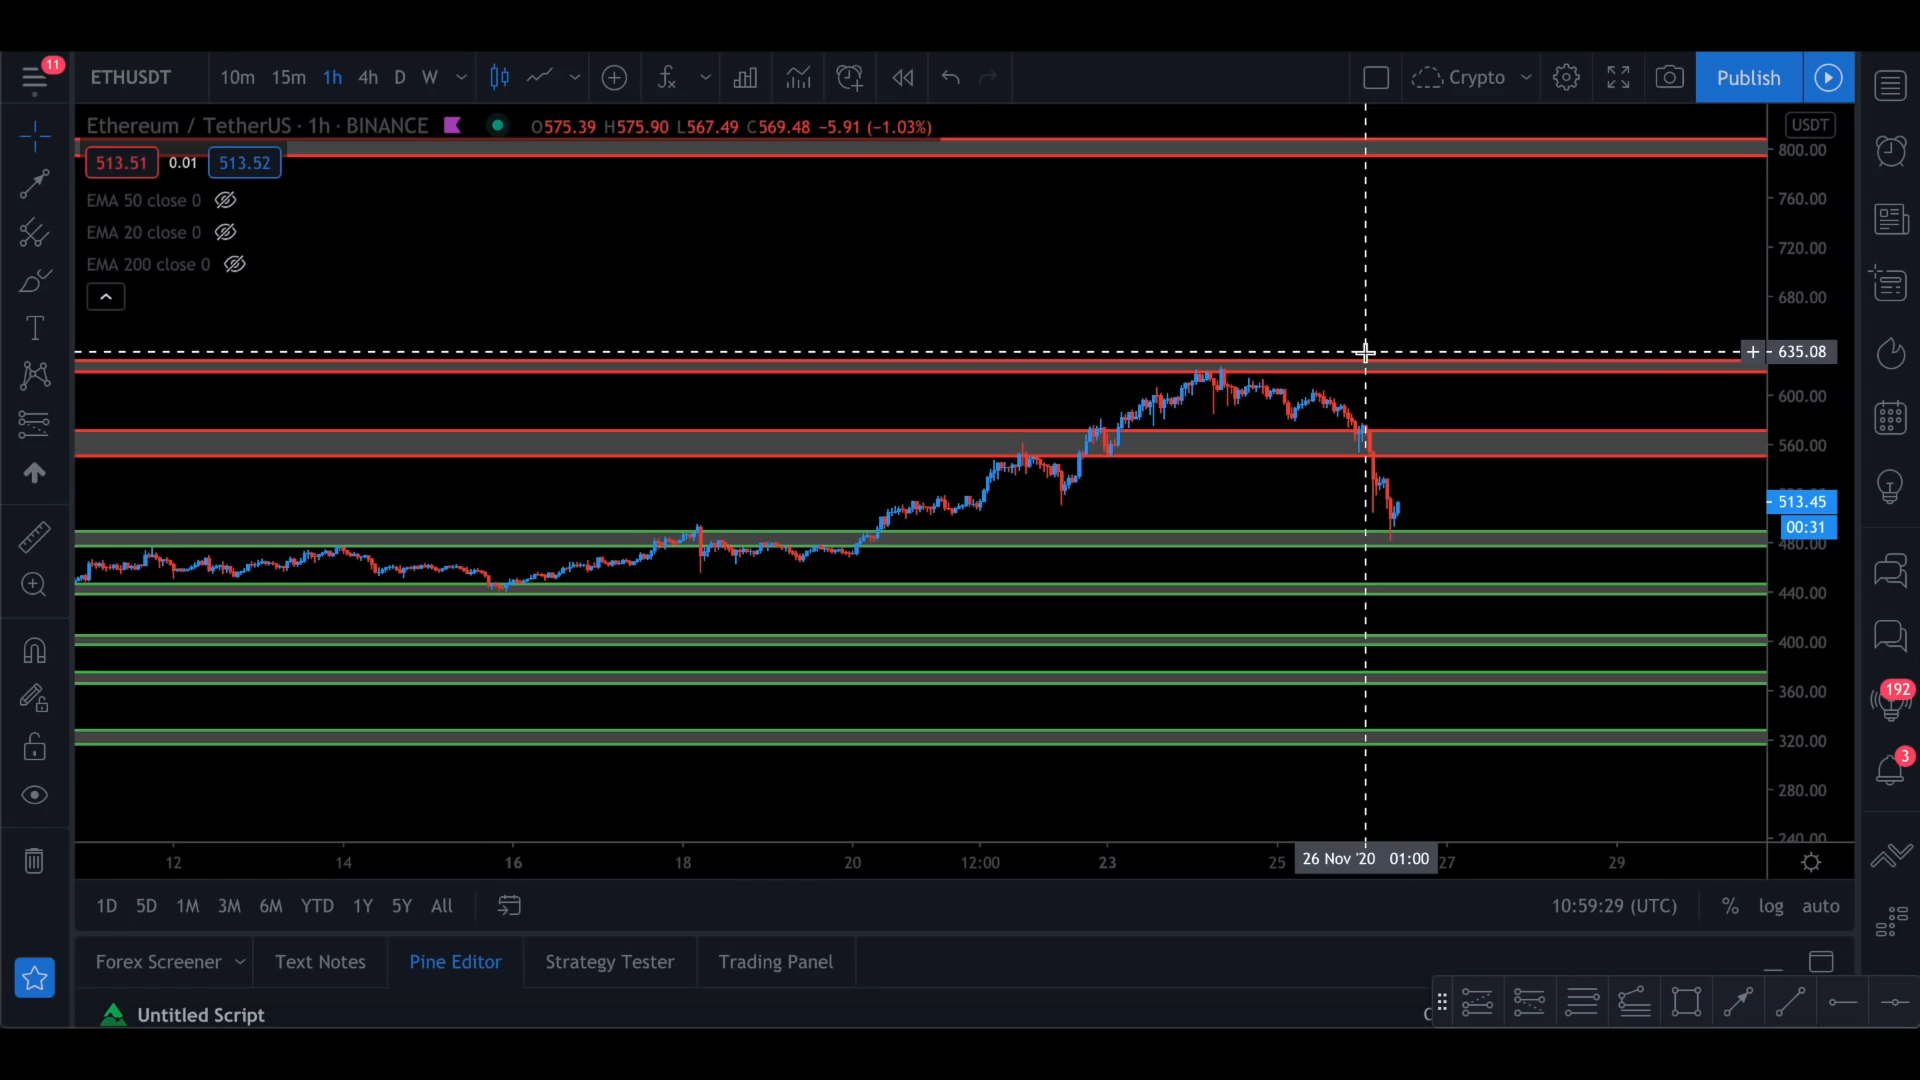 11
ETHUSDT 10m 15m 1h 4h D W Crypto Publish
Ethereum / TetherUS · 1h · BINANCE O575.39 H575.90 L567.49 C569.48 −5.91 (−1.03%)
USDT
513.51 0.01 513.52
EMA 50 close 0
EMA 20 close 0
EMA 200 close 0
800.00
760.00
720.00
680.00
635.08
600.00
560.00
513.45
00:31
480.00
440.00
400.00
360.00
320.00
280.00
240.00
192
3
12 14 16 18 20 12:00 23 25 26 Nov '20 01:00 27 29
1D 5D 1M 3M 6M YTD 1Y 5Y All 10:59:29 (UTC) % log auto
Forex Screener Text Notes Pine Editor Strategy Tester Trading Panel
Untitled Script